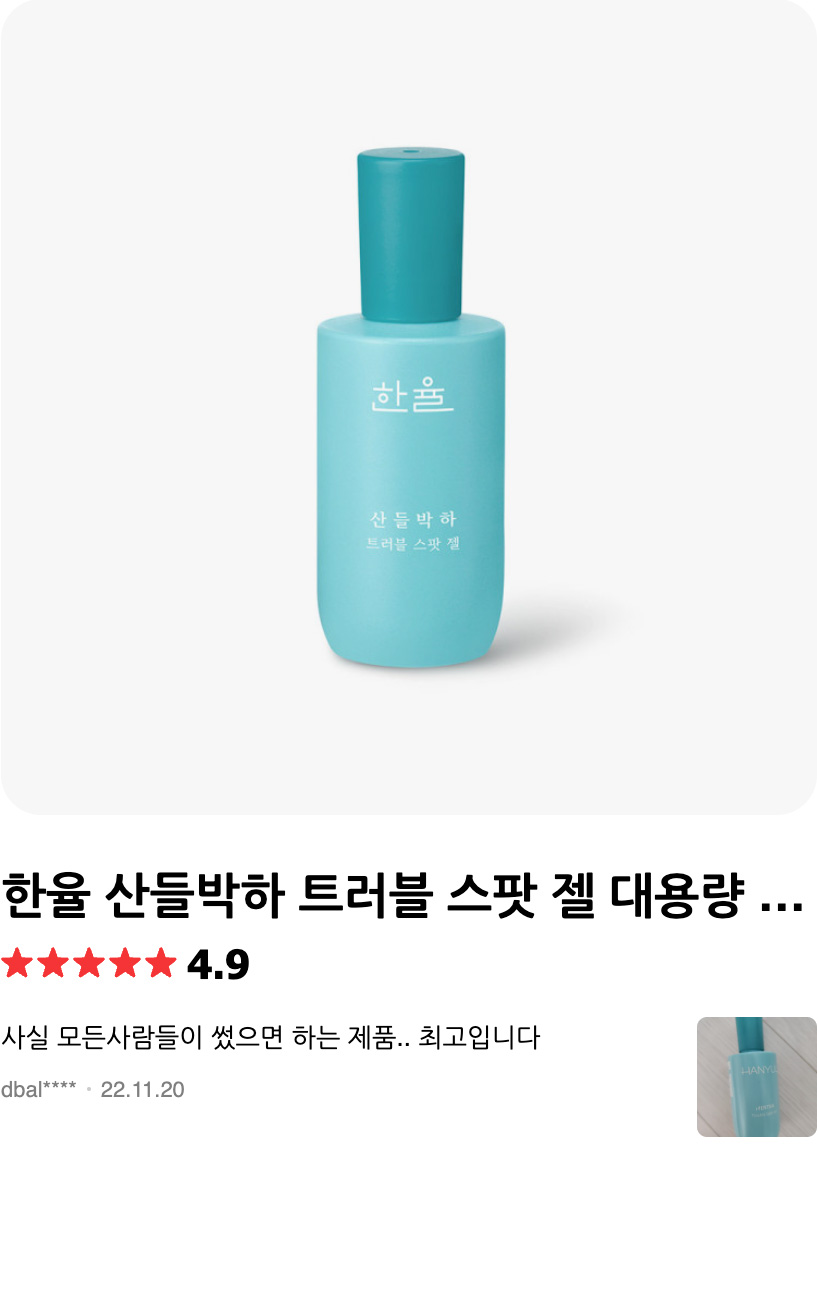 한율
산들박하
트러블 스팟 젤
한율 산들박하 트러블 스팟 젤 대용량 ...
4.9
사실 모든사람들이 썼으면 하는 제품.. 최고입니다
dbal**** • 22.11.20
HANYU